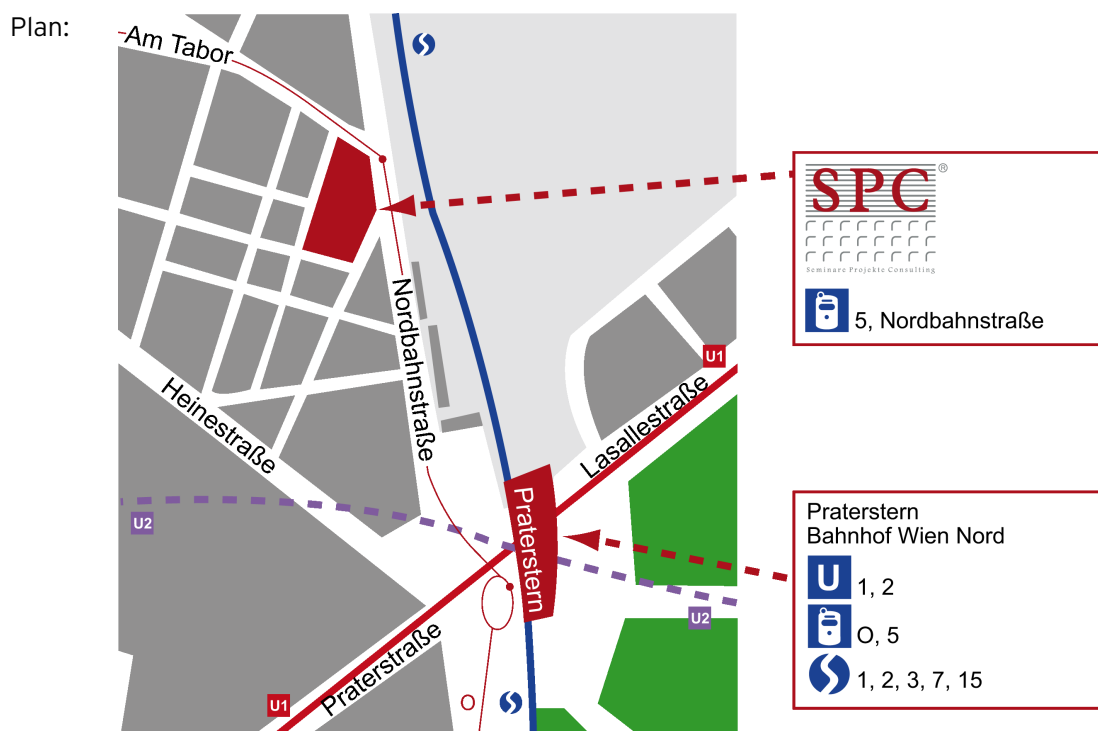 Plan:
Am Tabor
SPC
®
Seminare Projekte Consulting
5, Nordbahnstraße
Nordbahnstraße
U1
Heinestraße
Lasallestraße
Praterstern
U2
Praterstern
Bahnhof Wien Nord
U 1, 2
O, 5
1, 2, 3, 7, 15
U2
Praterstraße
U1
O